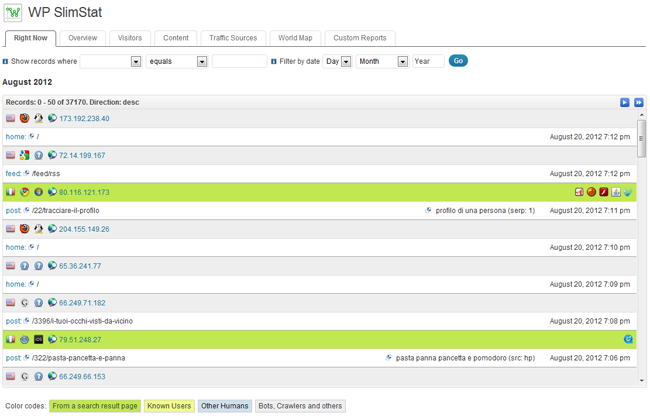 WP SlimStat
Right Now Overview Visitors Content Traffic Sources World Map Custom Reports
Show records where equals Filter by date Day Month Year Go
August 2012
Records: 0 - 50 of 37170. Direction: desc
173.192.238.40
home: / August 20, 2012 7:12 pm
72.14.199.167
feed: /feed/rss August 20, 2012 7:12 pm
80.116.121.173
post: /22/tracciare-il-profilo profilo di una persona (serp: 1) August 20, 2012 7:11 pm
204.155.149.26
home: / August 20, 2012 7:10 pm
65.36.241.77
home: / August 20, 2012 7:09 pm
66.249.71.182
post: /3396/i-tuoi-occhi-visti-da-vicino August 20, 2012 7:08 pm
79.51.248.27
post: /322/pasta-pancetta-e-panna pasta panna pancetta e pomodoro (src: hp) August 20, 2012 7:06 pm
66.249.66.153
Color codes: From a search result page Known Users Other Humans Bots, Crawlers and others